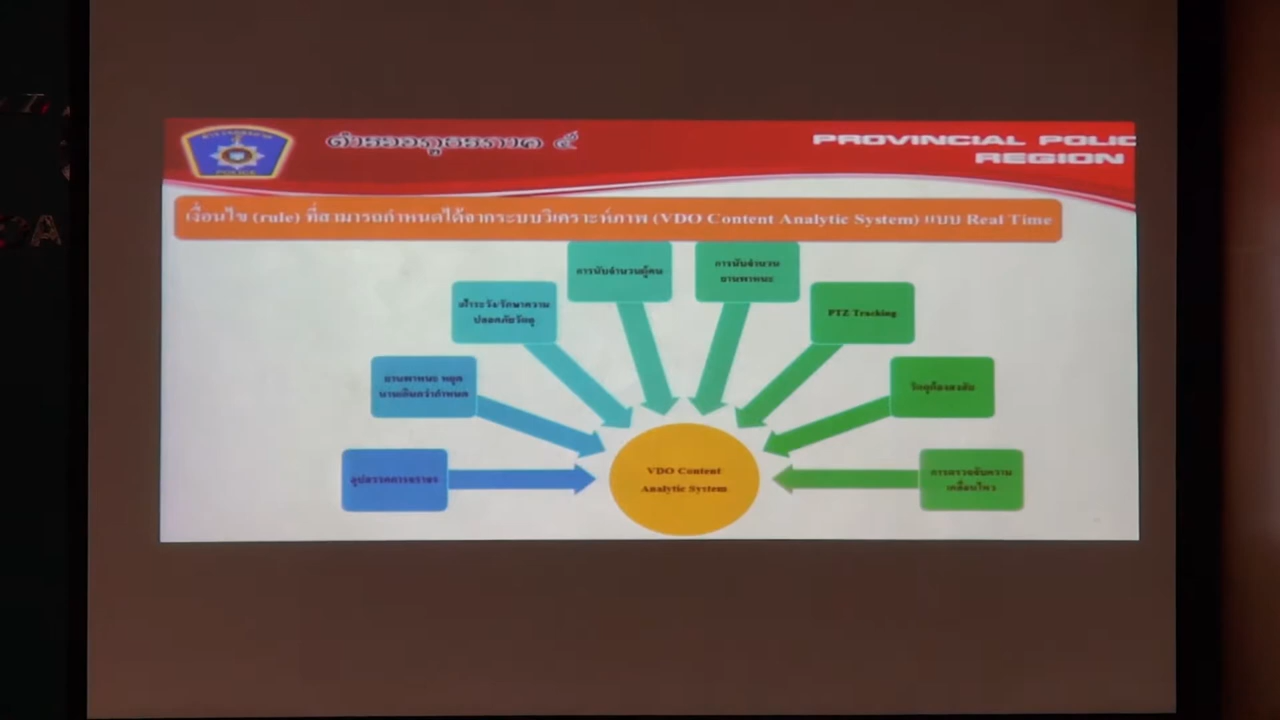 ตำรวจภูธรภาค ๕
PROVINCIAL POLIC
REGION
POLICE
เงื่อนไข (rule) ที่สามารถกำหนดได้จากระบบวิเคราะห์ภาพ (VDO Content Analytic System) แบบ Real Time
การนับจำนวนผู้คน
การนับจำนวน
ยานพาหนะ
เฝ้าระวัง/รักษาความ
ปลอดภัยวัตถุ
PTZ Tracking
ยานพาหนะ หยุด
นานเกินกว่ากำหนด
วัตถุต้องสงสัย
อุปสรรคการจราจร
VDO Content
Analytic System
การตรวจจับความ
เคลื่อนไหว